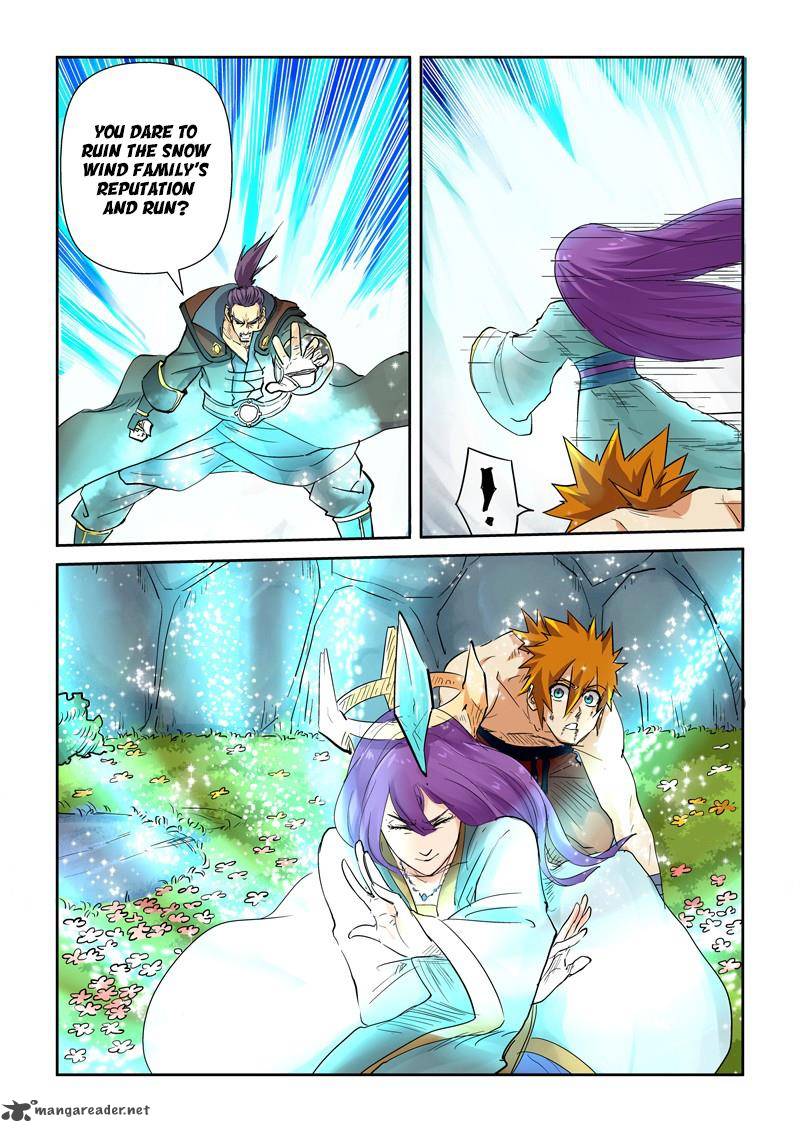 YOU DARE TO
RUIN THE SNOW
WIND FAMILY'S
REPUTATION
AND RUN?
!
mangareader.net